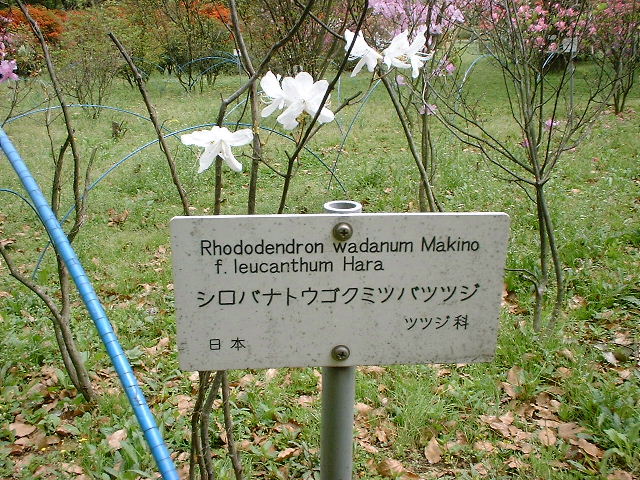 Rhododendron wadanum Makino
f. leucanthum Hara
シロバナトウゴクミツバツツジ
ツツジ科
日本